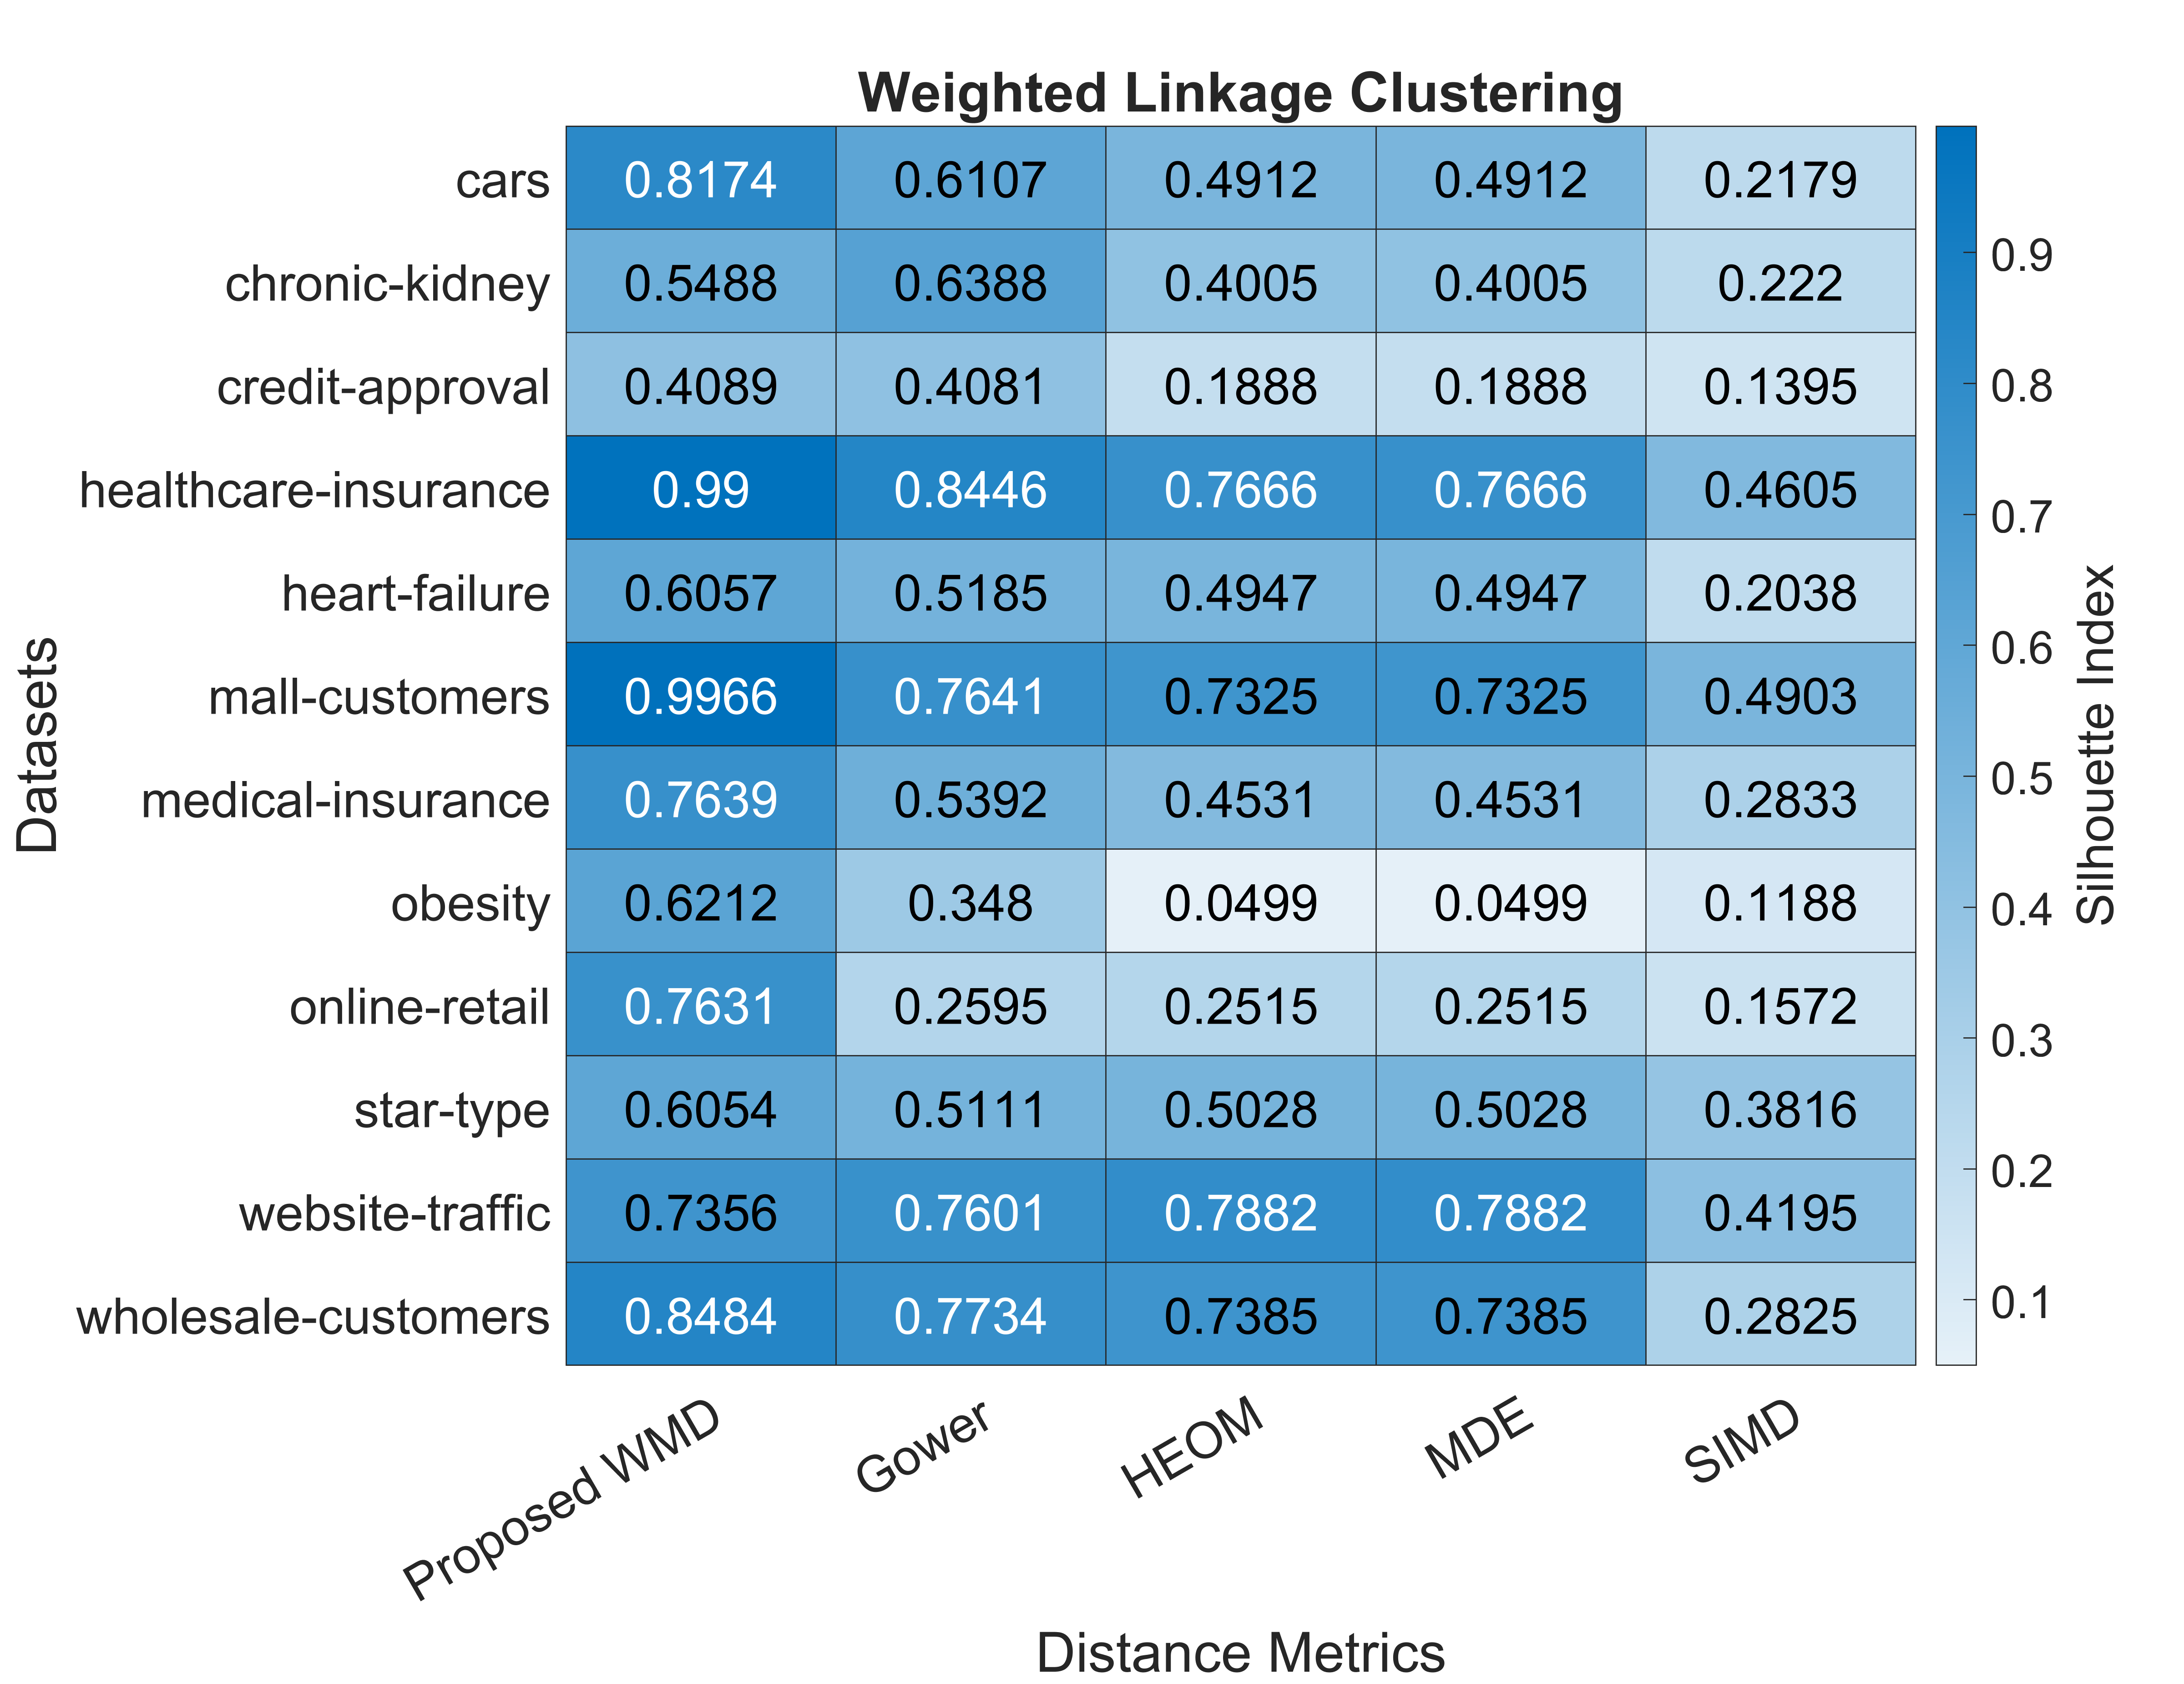 Weighted Linkage Clustering
cars 0.8174 0.6107 0.4912 0.4912 0.2179
chronic-kidney 0.5488 0.6388 0.4005 0.4005 0.222
credit-approval 0.4089 0.4081 0.1888 0.1888 0.1395
healthcare-insurance 0.99 0.8446 0.7666 0.7666 0.4605
heart-failure 0.6057 0.5185 0.4947 0.4947 0.2038
mall-customers 0.9966 0.7641 0.7325 0.7325 0.4903
medical-insurance 0.7639 0.5392 0.4531 0.4531 0.2833
obesity 0.6212 0.348 0.0499 0.0499 0.1188
online-retail 0.7631 0.2595 0.2515 0.2515 0.1572
star-type 0.6054 0.5111 0.5028 0.5028 0.3816
website-traffic 0.7356 0.7601 0.7882 0.7882 0.4195
wholesale-customers 0.8484 0.7734 0.7385 0.7385 0.2825
Datasets
Proposed WMD Gower HEOM MDE SIMD
Distance Metrics
0.9
0.8
0.7
0.6
0.5
0.4
0.3
0.2
0.1
Silhouette Index